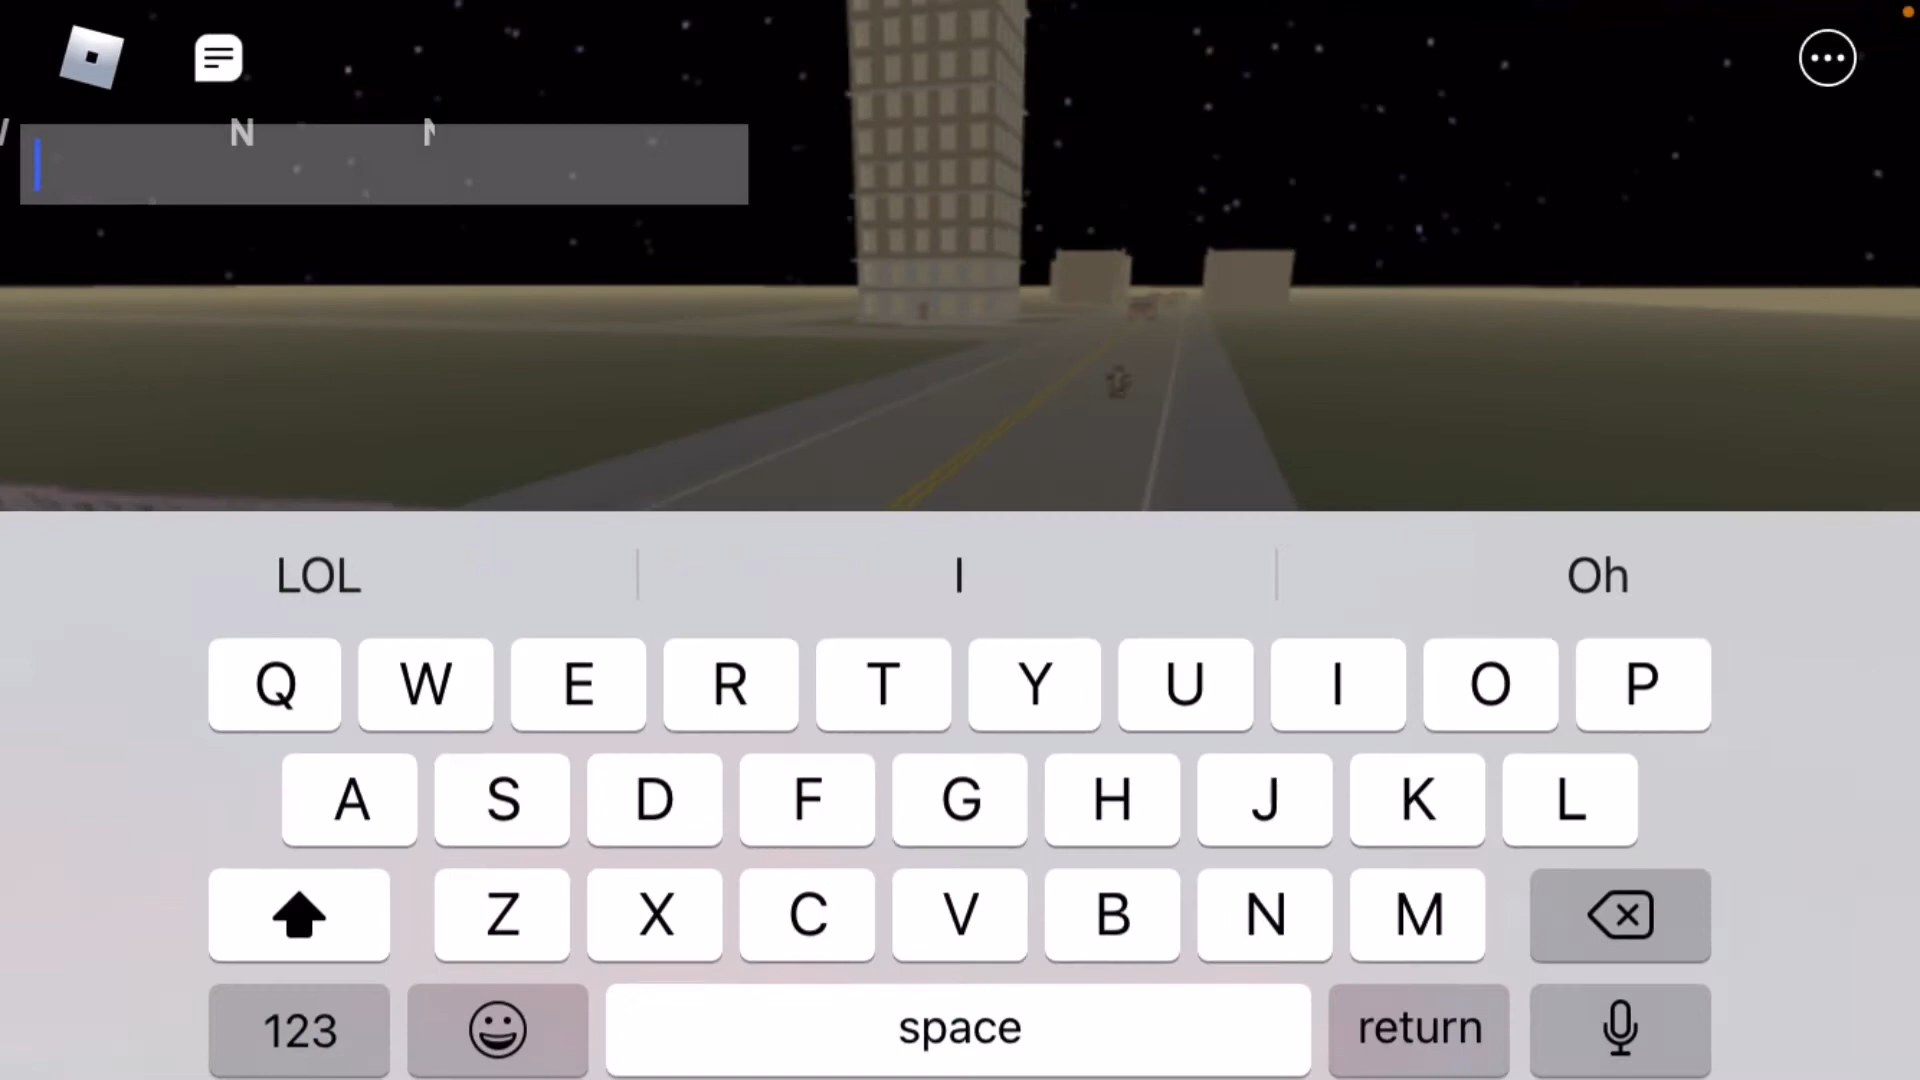 N
LOL I Oh
Q W E R T Y U I O P
A S D F G H J K L
Z X C V B N M
123 space return